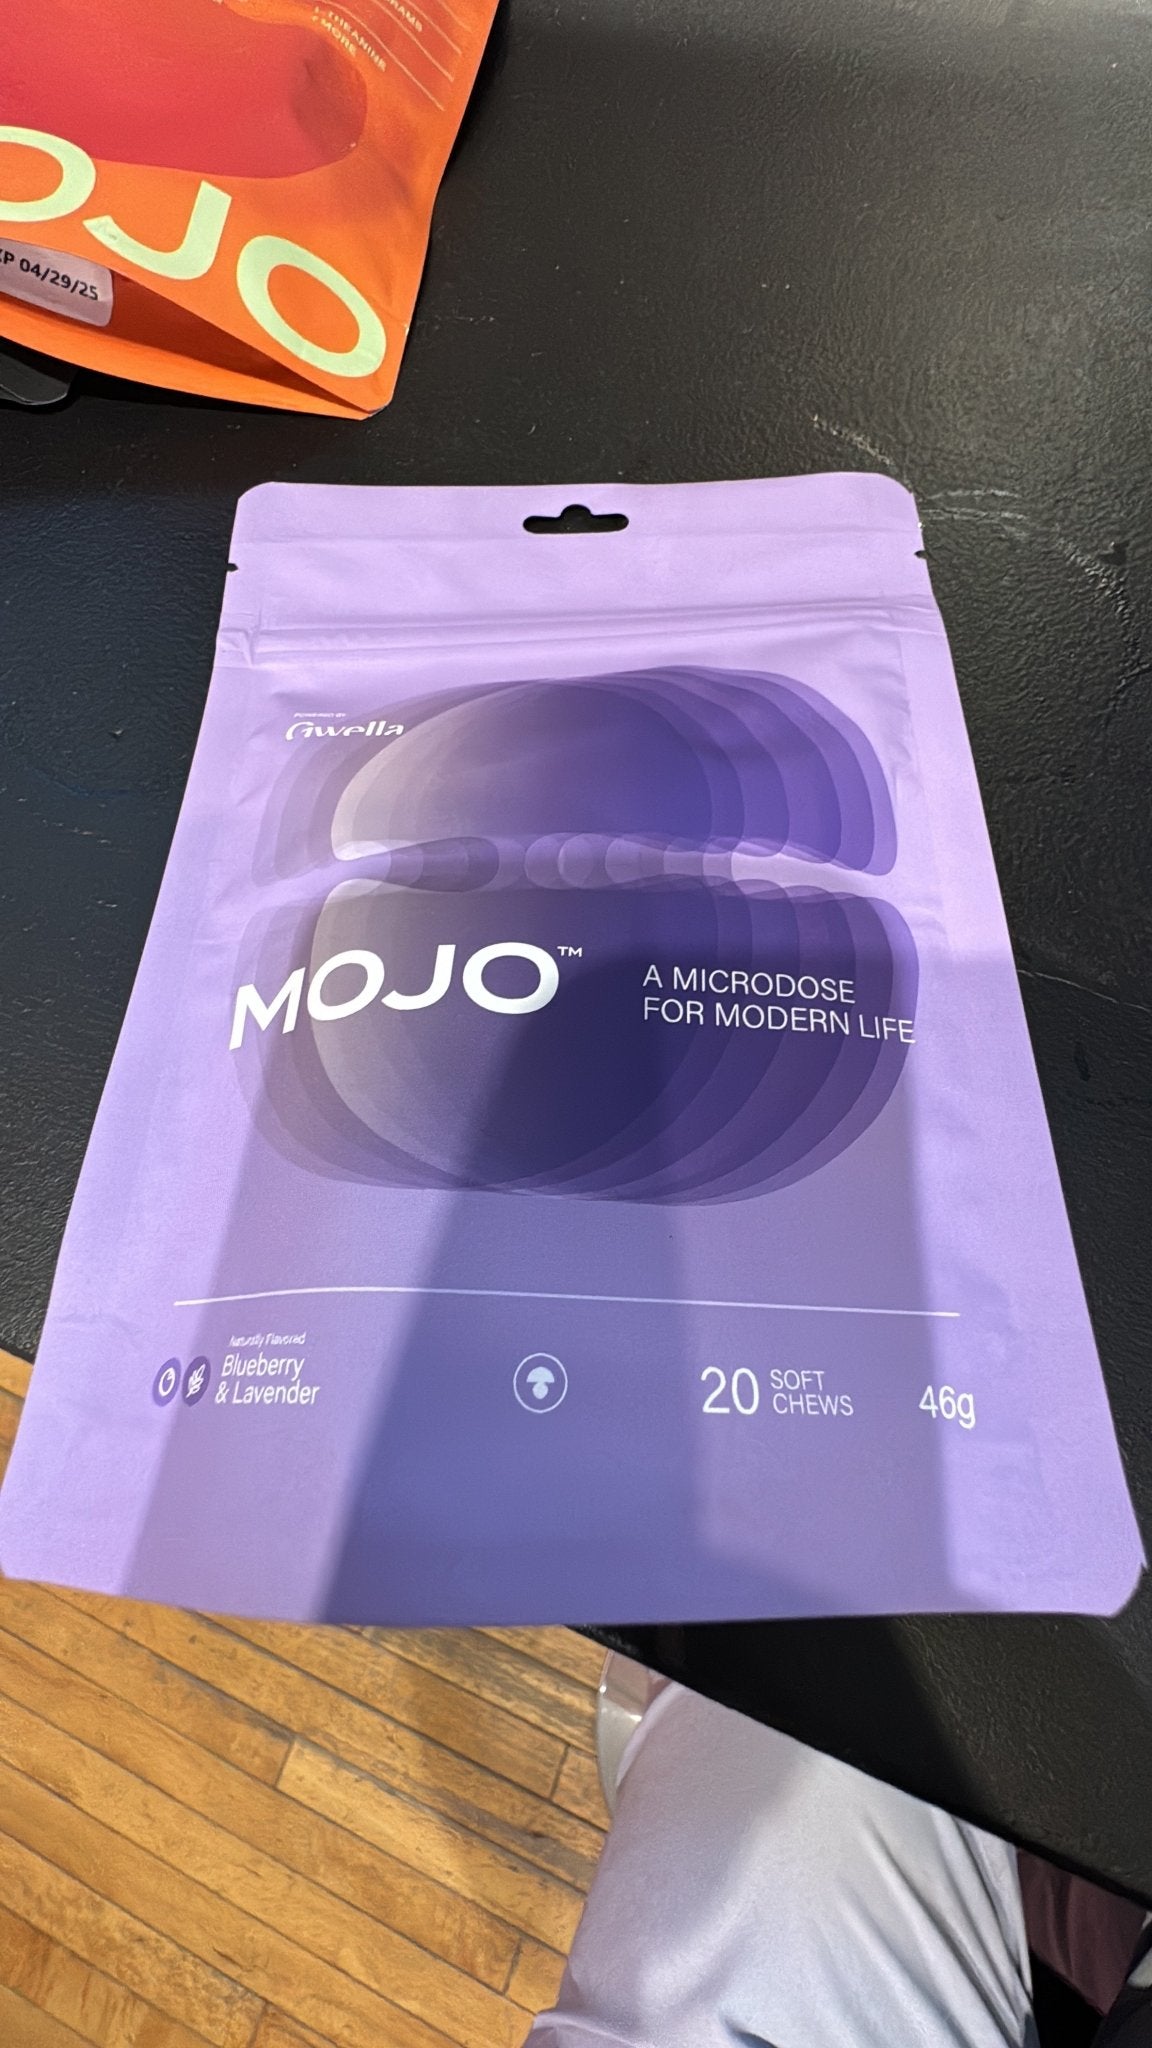 L-THEANINE
+ MORE
OJO
04/29/25
POWERED BY
Gwella
MOJO™
A MICRODOSE
FOR MODERN LIFE
Naturally Flavored
Blueberry
& Lavender
20 SOFT
CHEWS
46g